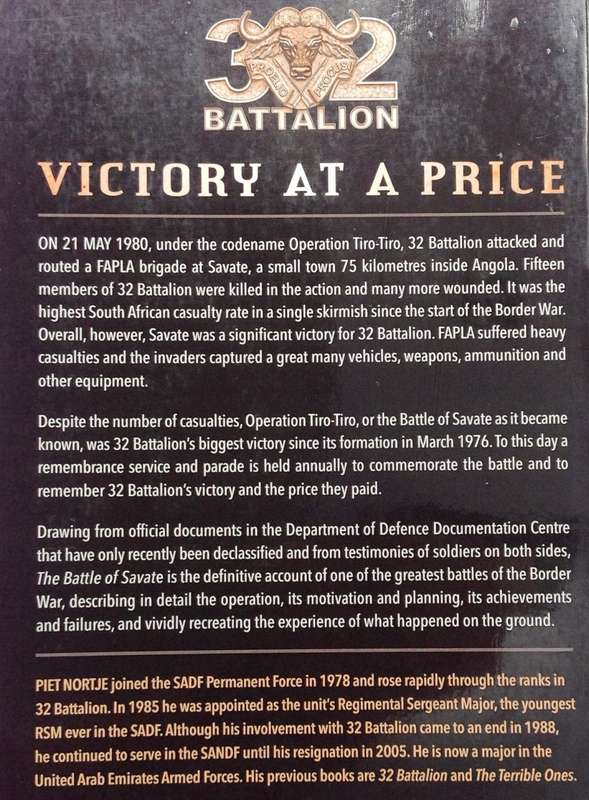 32
PROELIO PROCUSI
BATTALION
VICTORY AT A PRICE
ON 21 MAY 1980, under the codename Operation Tiro-Tiro, 32 Battalion attacked and
routed a FAPLA brigade at Savate, a small town 75 kilometres inside Angola. Fifteen
members of 32 Battalion were killed in the action and many more wounded. It was the
highest South African casualty rate in a single skirmish since the start of the Border War.
Overall, however, Savate was a significant victory for 32 Battalion. FAPLA suffered heavy
casualties and the invaders captured a great many vehicles, weapons, ammunition and
other equipment.
Despite the number of casualties, Operation Tiro-Tiro, or the Battle of Savate as it became
known, was 32 Battalion's biggest victory since its formation in March 1976. To this day a
remembrance service and parade is held annually to commemorate the battle and to
remember 32 Battalion's victory and the price they paid.
Drawing from official documents in the Department of Defence Documentation Centre
that have only recently been declassified and from testimonies of soldiers on both sides,
The Battle of Savate is the definitive account of one of the greatest battles of the Border
War, describing in detail the operation, its motivation and planning, its achievements
and failures, and vividly recreating the experience of what happened on the ground.
PIET NORTJE joined the SADF Permanent Force in 1978 and rose rapidly through the ranks in
32 Battalion. In 1985 he was appointed as the unit's Regimental Sergeant Major, the youngest
RSM ever in the SADF. Although his involvement with 32 Battalion came to an end in 1988,
he continued to serve in the SANDF until his resignation in 2005. He is now a major in the
United Arab Emirates Armed Forces. His previous books are 32 Battalion and The Terrible Ones.